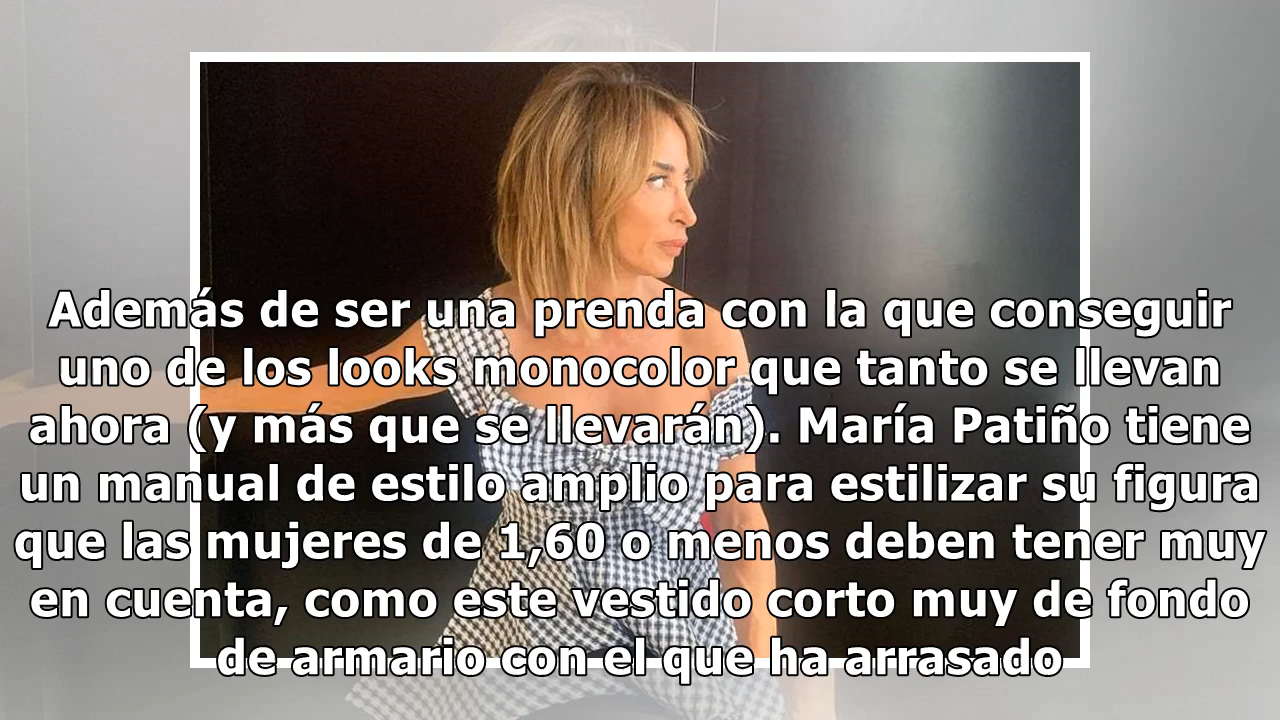 Además de ser una prenda con la que conseguir
uno de los looks monocolor que tanto se llevan
ahora (y más que se llevarán). María Patiño tiene
un manual de estilo amplio para estilizar su figura
que las mujeres de 1,60 o menos deben tener muy
en cuenta, como este vestido corto muy de fondo
de armario con el que ha arrasado